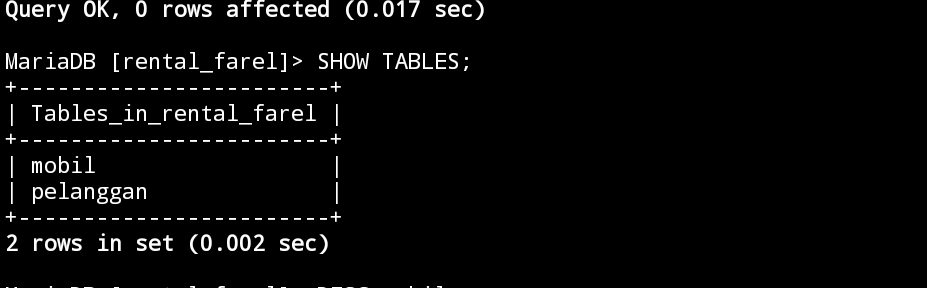 Query OK, 0 rows affected (0.017 sec)
MariaDB [rental_farel]> SHOW TABLES;
+------------------------+
| Tables_in_rental_farel |
+------------------------+
| mobil                  |
| pelanggan              |
+------------------------+
2 rows in set (0.002 sec)